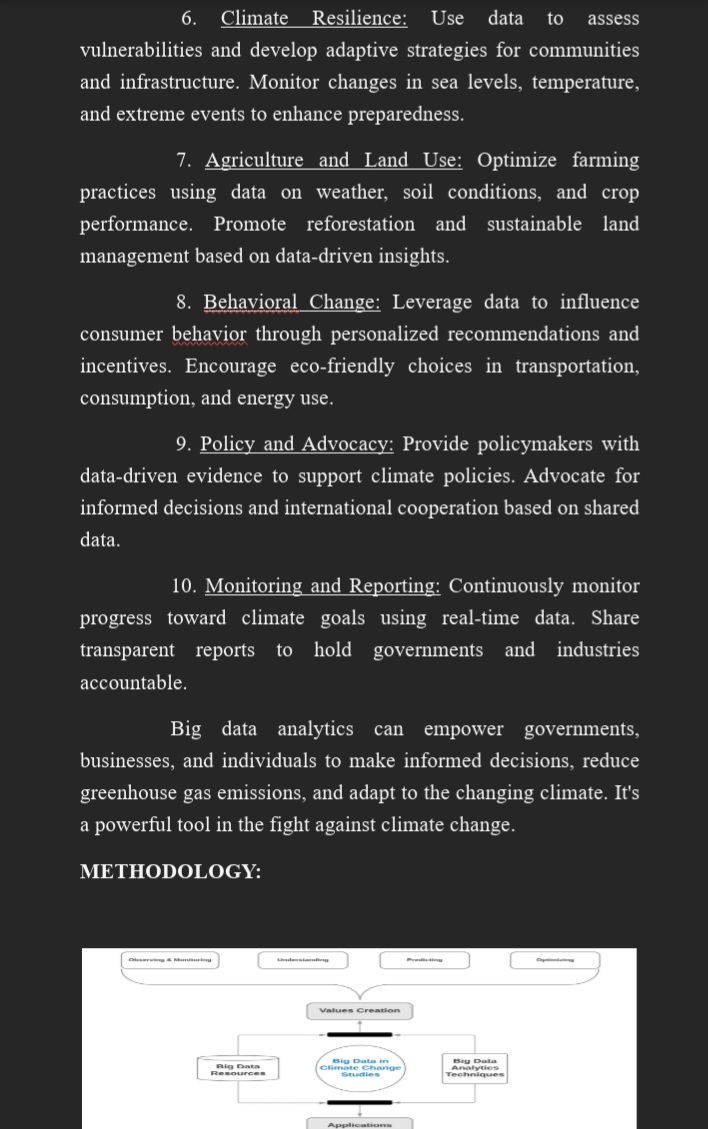 6. Climate Resilience: Use data to assess
vulnerabilities and develop adaptive strategies for communities
and infrastructure. Monitor changes in sea levels, temperature,
and extreme events to enhance preparedness.
7. Agriculture and Land Use: Optimize farming
practices using data on weather, soil conditions, and crop
performance. Promote reforestation and sustainable land
management based on data-driven insights.
8. Behavioral Change: Leverage data to influence
consumer behavior through personalized recommendations and
incentives. Encourage eco-friendly choices in transportation,
consumption, and energy use.
9. Policy and Advocacy: Provide policymakers with
data-driven evidence to support climate policies. Advocate for
informed decisions and international cooperation based on shared
data.
10. Monitoring and Reporting: Continuously monitor
progress toward climate goals using real-time data. Share
transparent reports to hold governments and industries
accountable.
Big data analytics can empower governments,
businesses, and individuals to make informed decisions, reduce
greenhouse gas emissions, and adapt to the changing climate. It's
a powerful tool in the fight against climate change.
METHODOLOGY:
Observing & Monitoring
Understanding
Predicting
Optimizing
Values Creation
Big Data
Resources
Big Data in
Climate Change
Studies
Big Data
Analytics
Techniques
Applications